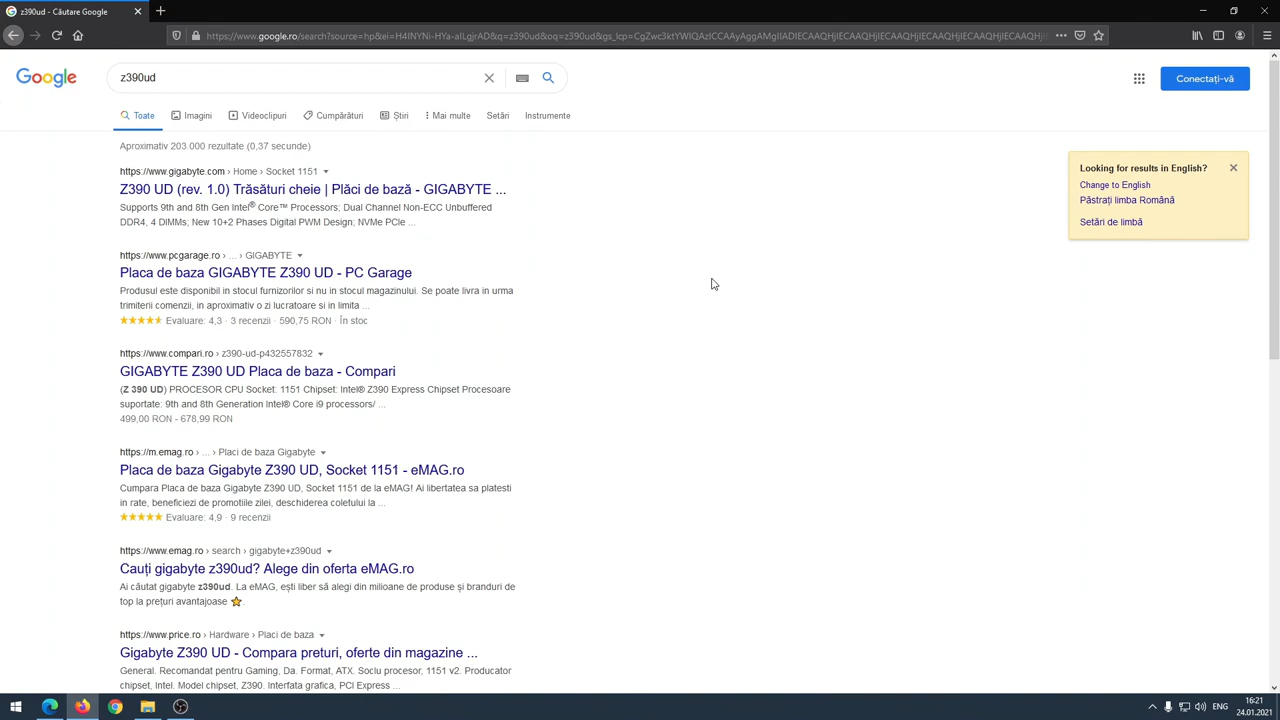 z390ud - Căutare Google
Google
z390ud
Conectați-vă
Toate
Imagini
Videoclipuri
Cumpărături
Știri
Mai multe
Setări
Instrumente
Aproximativ 203.000 rezultate (0,37 secunde)
https://www.gigabyte.com › Home › Socket 1151
Z390 UD (rev. 1.0) Trăsături cheie | Plăci de bază - GIGABYTE ...
Supports 9th and 8th Gen Intel® Core™ Processors; Dual Channel Non-ECC Unbuffered
DDR4, 4 DIMMs; New 10+2 Phases Digital PWM Design; NVMe PCIe ...
https://www.pcgarage.ro › ... › GIGABYTE
Placa de baza GIGABYTE Z390 UD - PC Garage
Produsul este disponibil in stocul furnizorilor si nu in stocul magazinului. Se poate livra in urma
trimiterii comenzii, in aproximativ o zi lucratoare si in limita ...
Evaluare: 4,3 · 3 recenzii · 590,75 RON · În stoc
https://www.compari.ro › z390-ud-p432557832
GIGABYTE Z390 UD Placa de baza - Compari
(Z 390 UD) PROCESOR CPU Socket: 1151 Chipset: Intel® Z390 Express Chipset Procesoare
suportate: 9th and 8th Generation Intel® Core i9 processors/ ...
499,00 RON - 678,99 RON
https://m.emag.ro › ... › Placi de baza Gigabyte
Placa de baza Gigabyte Z390 UD, Socket 1151 - eMAG.ro
Cumpara Placa de baza Gigabyte Z390 UD, Socket 1151 de la eMAG! Ai libertatea sa platesti
in rate, beneficiezi de promotiile zilei, deschiderea coletului la ...
Evaluare: 4,9 · 9 recenzii
https://www.emag.ro › search › gigabyte+z390ud
Cauți gigabyte z390ud? Alege din oferta eMAG.ro
Ai căutat gigabyte z390ud. La eMAG, ești liber să alegi din milioane de produse și branduri de
top la prețuri avantajoase ⭐.
https://www.price.ro › Hardware › Placi de baza
Gigabyte Z390 UD - Compara preturi, oferte din magazine ...
General. Recomandat pentru Gaming, Da. Format, ATX. Soclu procesor, 1151 v2. Producator
chipset, Intel. Model chipset, Z390. Interfata grafica, PCI Express ...
Looking for results in English?
Change to English
Păstrați limba Română
Setări de limbă
ENG
16:21
24.01.2021